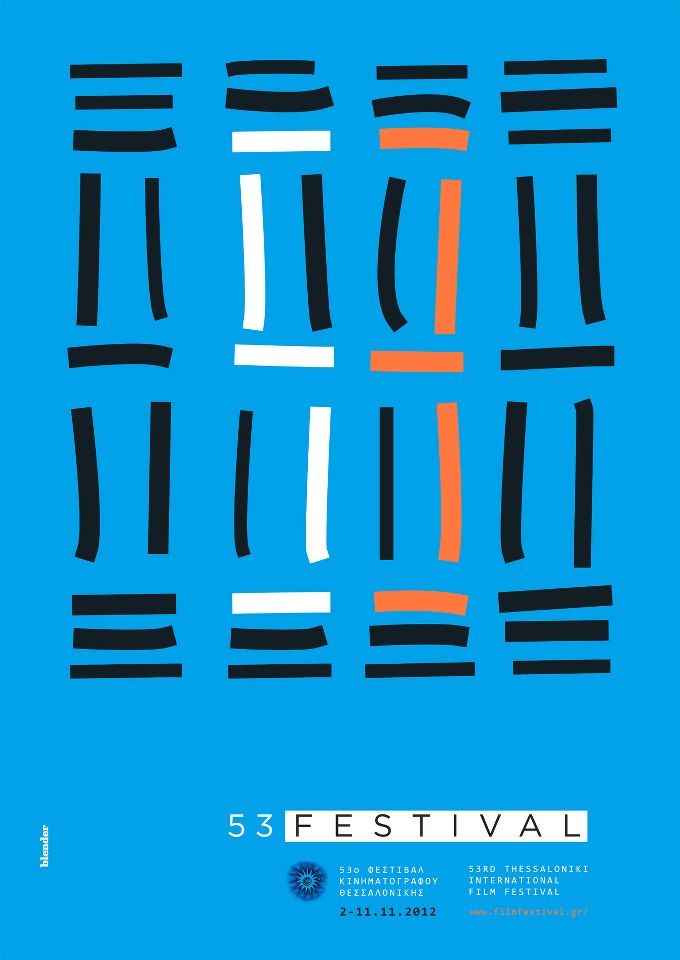 53 FESTIVAL
53ο ΦΕΣΤΙΒΑΛ
ΚΙΝΗΜΑΤΟΓΡΑΦΟΥ
ΘΕΣΣΑΛΟΝΙΚΗΣ
2-11.11.2012
53RD THESSALONIKI
INTERNATIONAL
FILM FESTIVAL
www.filmfestival.gr/
blender